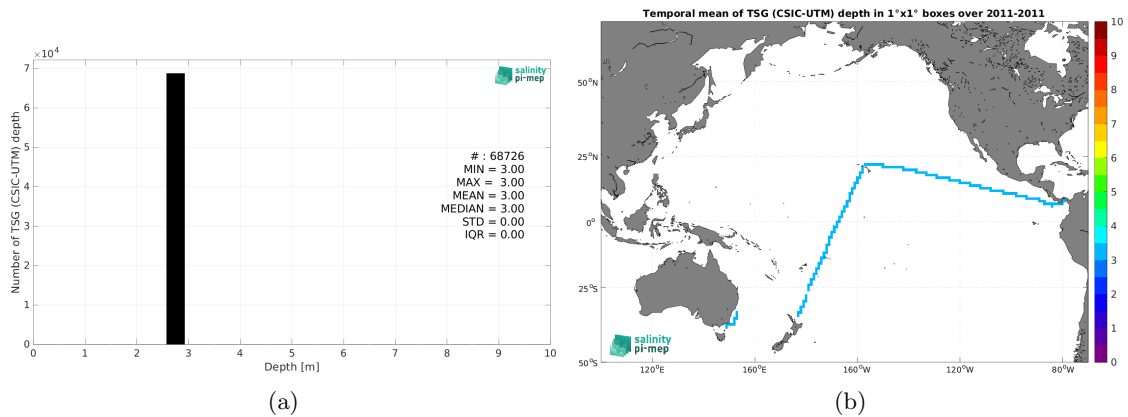 ×10⁴
7
6
5
4
3
2
1
0
Number of TSG (CSIC-UTM) depth
salinity
pi-mep
# : 68726
MIN = 3.00
MAX = 3.00
MEAN = 3.00
MEDIAN = 3.00
STD = 0.00
IQR = 0.00
0 1 2 3 4 5 6 7 8 9 10
Depth [m]
(a)
Temporal mean of TSG (CSIC-UTM) depth in 1°x1° boxes over 2011-2011
50°N
25°N
0°
25°S
50°S
salinity
pi-mep
120°E 160°E 160°W 120°W 80°W
10
9
8
7
6
5
4
3
2
1
0
(b)